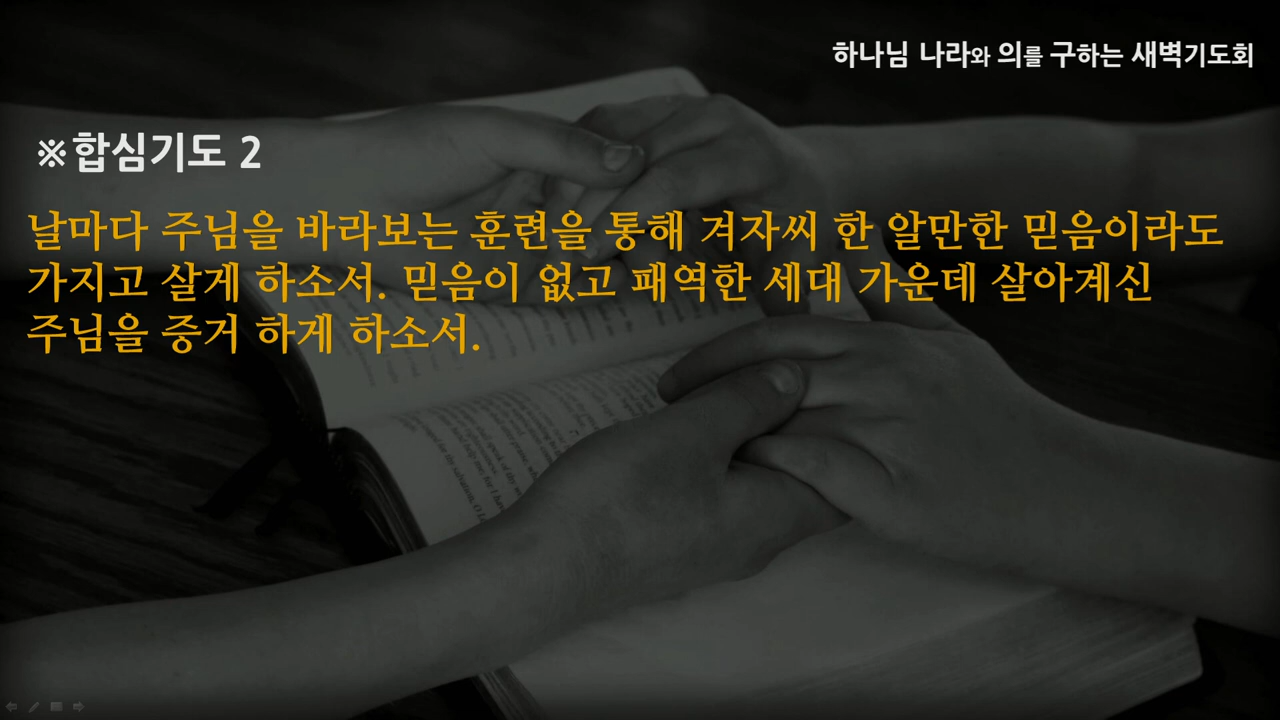 하나님 나라와 의를 구하는 새벽기도회
※합심기도 2
날마다 주님을 바라보는 훈련을 통해 겨자씨 한 알만한 믿음이라도
가지고 살게 하소서. 믿음이 없고 패역한 세대 가운데 살아계신
주님을 증거 하게 하소서.